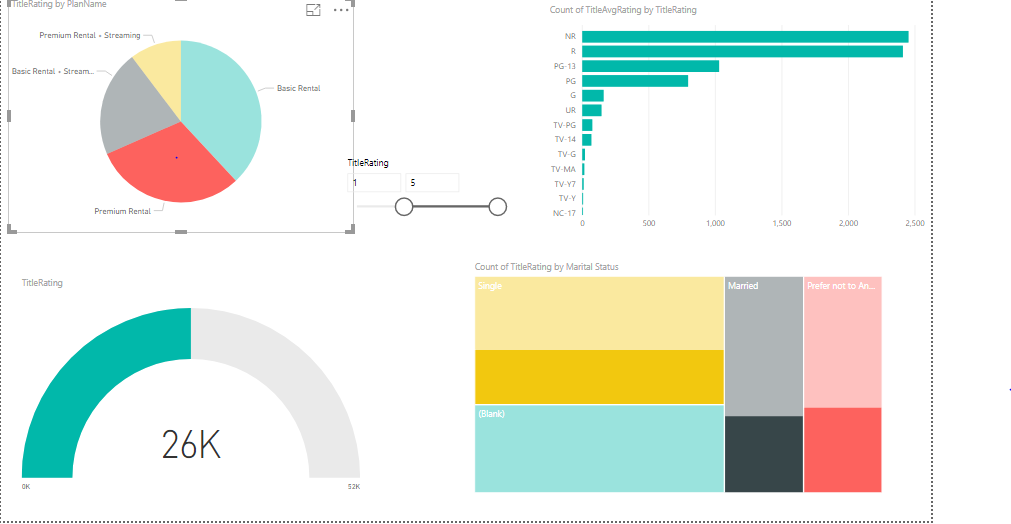 TitleRating by PlanName
Premium Rental + Streaming
Basic Rental + Stream...
Basic Rental
Premium Rental
TitleRating
1
5
Count of TitleAvgRating by TitleRating
NR
R
PG-13
PG
G
UR
TV-PG
TV-14
TV-G
TV-MA
TV-Y7
TV-Y
NC-17
0
500
1,000
1,500
2,000
2,500
TitleRating
26K
0K
52K
Count of TitleRating by Marital Status
Single
Married
Prefer not to An...
(Blank)